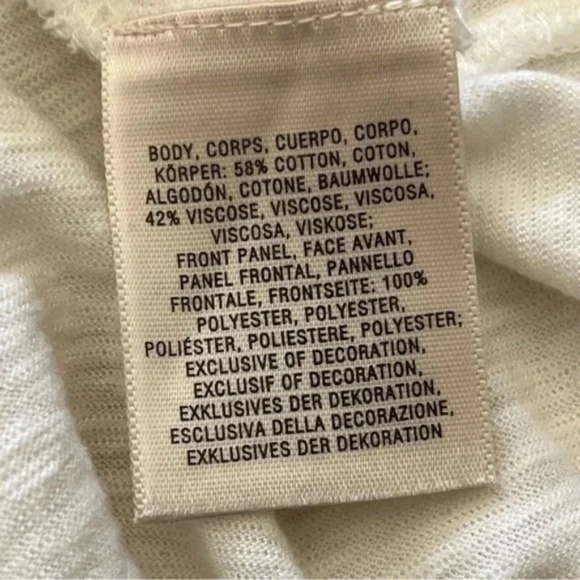 BODY, CORPS, CUERPO, CORPO,
KÖRPER: 58% COTTON, COTON,
ALGODÓN, COTONE, BAUMWOLLE;
42% VISCOSE, VISCOSE, VISCOSA,
VISCOSA, VISKOSE;
FRONT PANEL, FACE AVANT,
PANEL FRONTAL, PANNELLO
FRONTALE, FRONTSEITE: 100%
POLYESTER, POLYESTER,
POLIÉSTER, POLIESTERE, POLYESTER;
EXCLUSIVE OF DECORATION,
EXCLUSIF OF DECORATION,
EXKLUSIVES DER DEKORATION,
ESCLUSIVA DELLA DECORAZIONE,
EXKLUSIVES DER DEKORATION